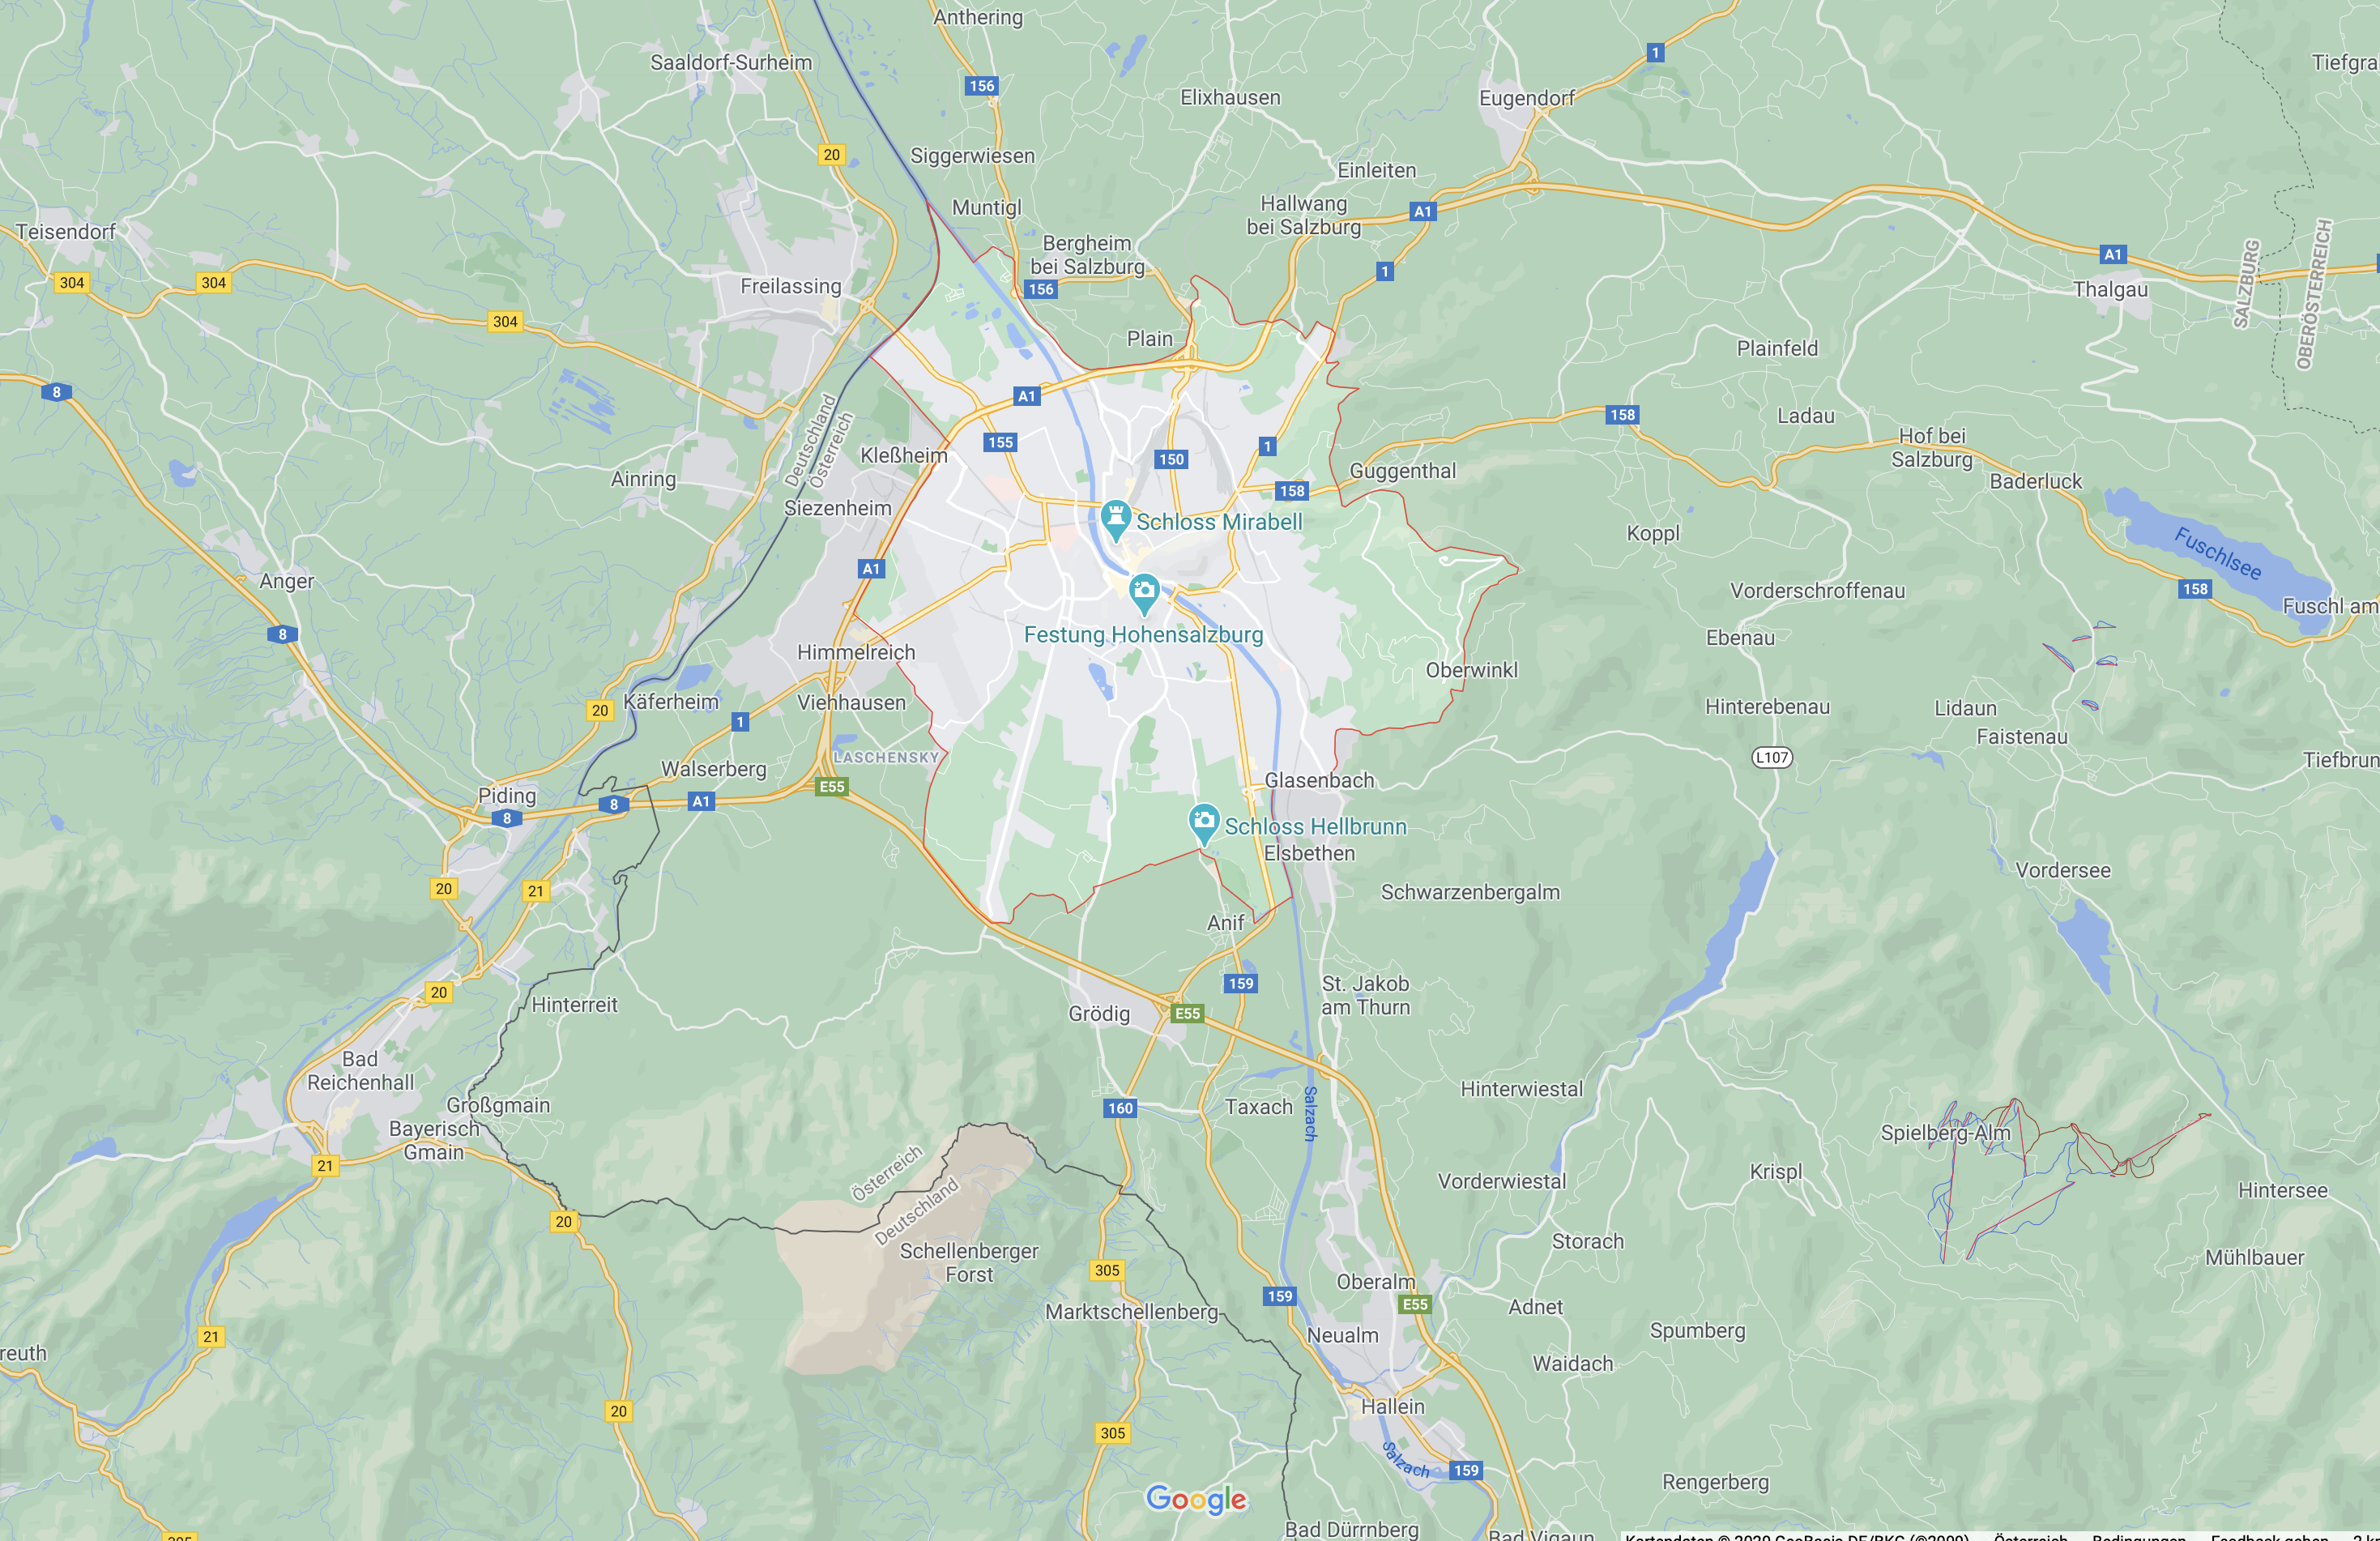 Anthering
1
Saaldorf-Surheim
Tiefgra
156
Elixhausen
Eugendorf
20
Siggerwiesen
Einleiten
Muntigl
Hallwang
bei Salzburg
A1
Teisendorf
Bergheim
bei Salzburg
A1
SALZBURG
OBERÖSTERREICH
304
304
Freilassing
156
1
Thalgau
304
Plain
Plainfeld
8
A1
158
Ladau
Deutschland
Österreich
Kleßheim
155
150
1
Hof bei
Salzburg
Ainring
Guggenthal
Baderluck
158
Siezenheim
Schloss Mirabell
Koppl
Fuschlsee
A1
Anger
Vorderschroffenau
158
Fuschl am
8
Festung Hohensalzburg
Ebenau
Himmelreich
Oberwinkl
20
Käferheim
Viehhausen
Hinterebenau
Lidaun
1
Faistenau
LASCHENSKY
L107
Tiefbrun
Walserberg
E55
Glasenbach
Piding
8
8
A1
Schloss Hellbrunn
Elsbethen
20
21
Vordersee
Schwarzenbergalm
Anif
20
Hinterreit
159
St. Jakob
am Thurn
Grödig
E55
Bad
Reichenhall
Hinterwiestal
Großgmain
160
Taxach
Salzach
Bayerisch
Gmain
Spielberg-Alm
21
Österreich
Deutschland
Vorderwiestal
Krispl
Hintersee
20
Schellenberger
Forst
305
Storach
Mühlbauer
Oberalm
159
E55
Adnet
Marktschellenberg
21
Neualm
Spumberg
reuth
Waidach
20
Hallein
305
Salzach
159
Rengerberg
Google
Bad Dürrnberg
Bad Vigaun
305
Kartendaten © 2020 GeoBasis-DE/BKG (©2009) Österreich Bedingungen Feedback geben 2 km